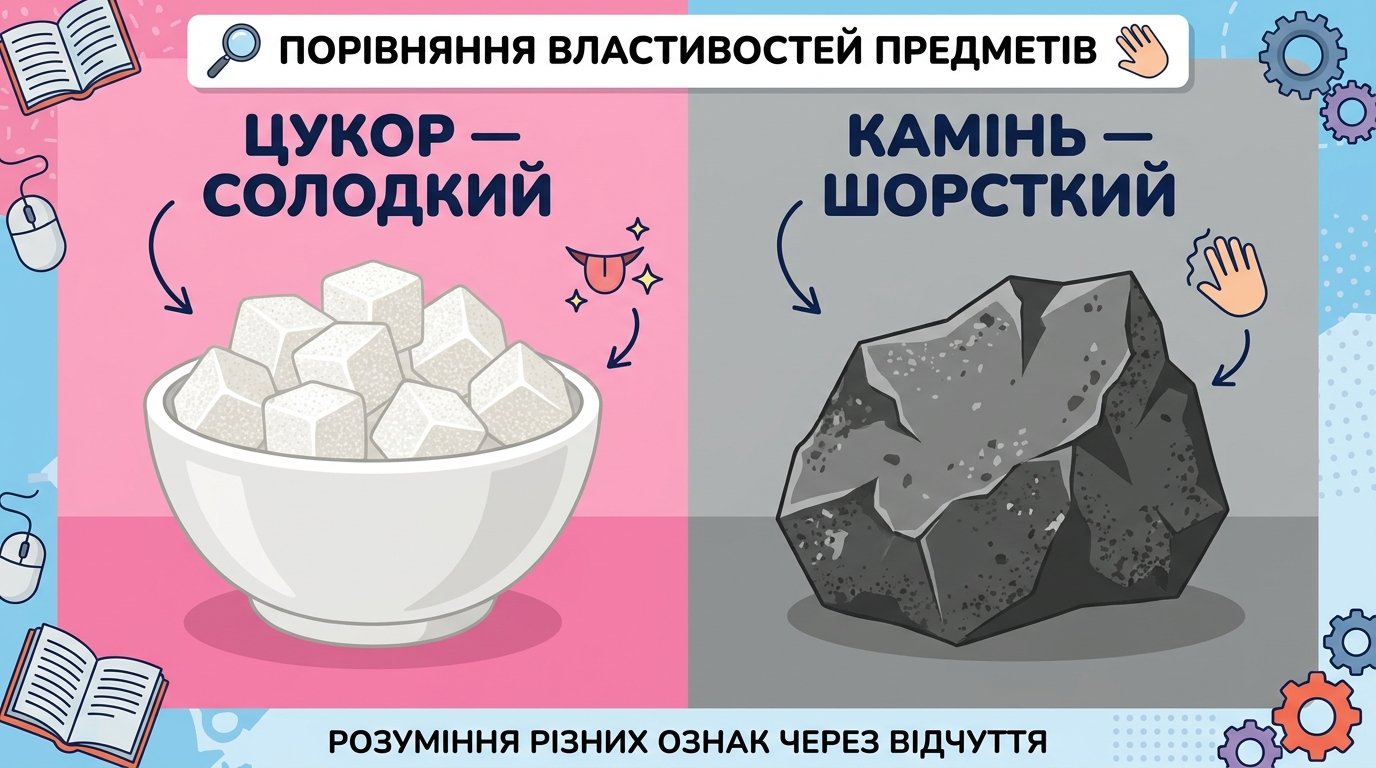 ПОРІВНЯННЯ ВЛАСТИВОСТЕЙ ПРЕДМЕТІВ
ЦУКОР —
СОЛОДКИЙ
КАМІНЬ —
ШОРСТКИЙ
РОЗУМІННЯ РІЗНИХ ОЗНАК ЧЕРЕЗ ВІДЧУТТЯ